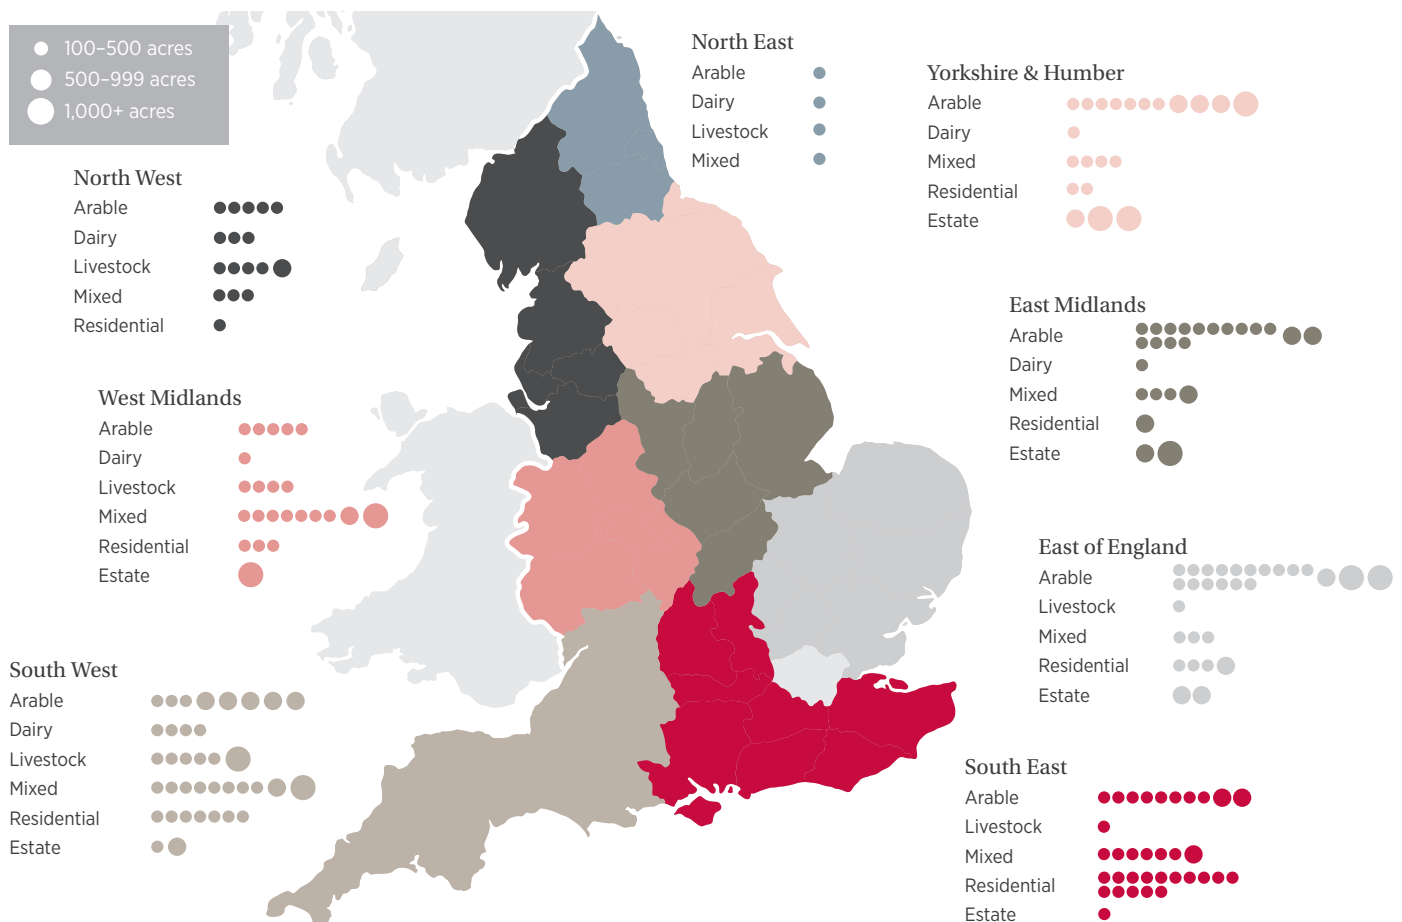 100–500 acres
500–999 acres
1,000+ acres
North East
Arable
Dairy
Livestock
Mixed
Yorkshire & Humber
Arable
Dairy
Mixed
Residential
Estate
North West
Arable
Dairy
Livestock
Mixed
Residential
East Midlands
Arable
Dairy
Mixed
Residential
Estate
West Midlands
Arable
Dairy
Livestock
Mixed
Residential
Estate
East of England
Arable
Livestock
Mixed
Residential
Estate
South West
Arable
Dairy
Livestock
Mixed
Residential
Estate
South East
Arable
Livestock
Mixed
Residential
Estate